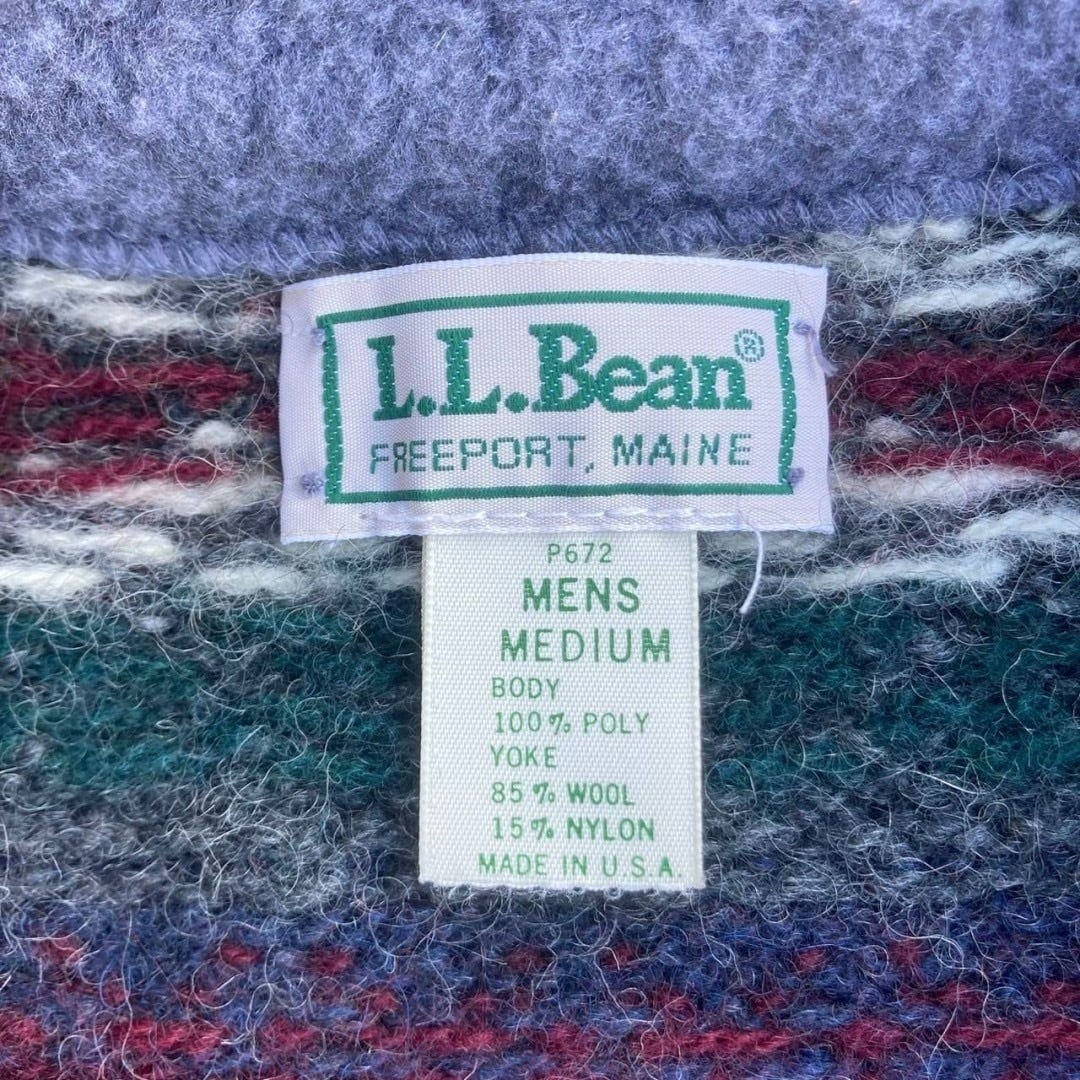 L.L.Bean®
FREEPORT, MAINE
P672
MENS
MEDIUM
BODY
100% POLY
YOKE
85% WOOL
15% NYLON
MADE IN U.S.A.